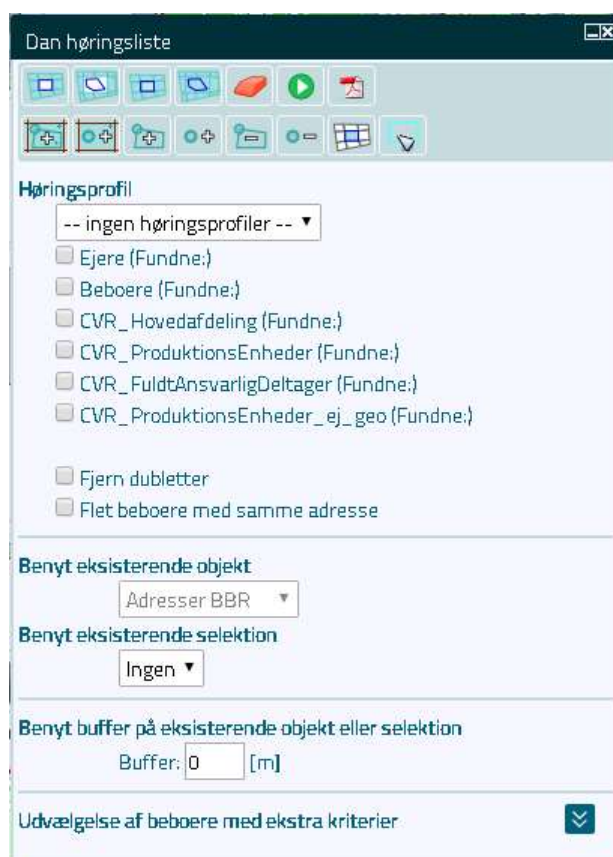 Dan høringsliste
Høringsprofil
-- ingen høringsprofiler --
Ejere (Fundne:)
Beboere (Fundne:)
CVR_Hovedafdeling (Fundne:)
CVR_ProduktionsEnheder (Fundne:)
CVR_FuldtAnsvarligDeltager (Fundne:)
CVR_ProduktionsEnheder_ej_geo (Fundne:)
Fjern dubletter
Flet beboere med samme adresse
Benyt eksisterende objekt
Adresser BBR
Benyt eksisterende selektion
Ingen
Benyt buffer på eksisterende objekt eller selektion
Buffer: 0 [m]
Udvælgelse af beboere med ekstra kriterier